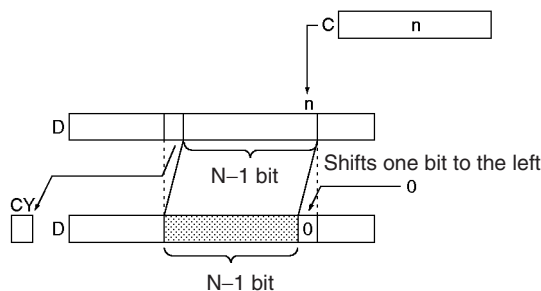 C n
n
D
N–1 bit
Shifts one bit to the left
0
CY
D 0
N–1 bit